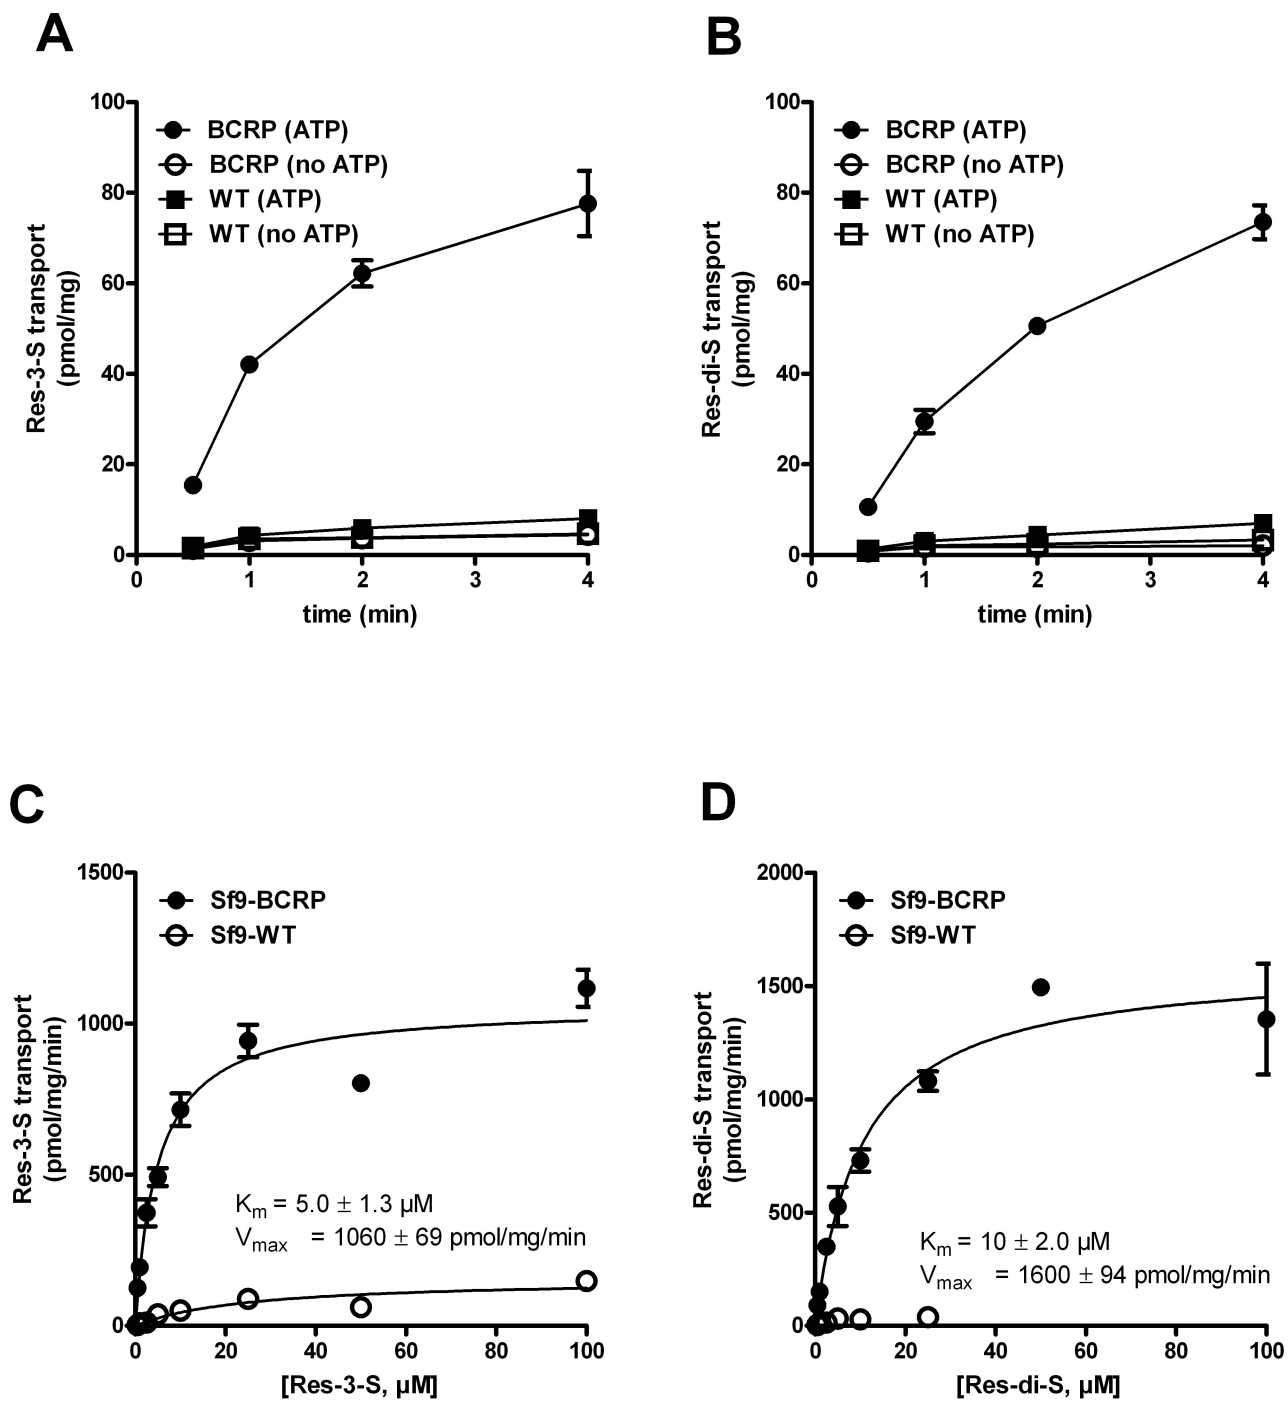 A
100
80
60
40
20
0
Res-3-S transport
(pmol/mg)
BCRP (ATP)
BCRP (no ATP)
WT (ATP)
WT (no ATP)
0 1 2 3 4
time (min)
B
100
80
60
40
20
0
Res-di-S transport
(pmol/mg)
BCRP (ATP)
BCRP (no ATP)
WT (ATP)
WT (no ATP)
0 1 2 3 4
time (min)
C
1500
1000
500
0
Res-3-S transport
(pmol/mg/min)
Sf9-BCRP
Sf9-WT
Km = 5.0 ± 1.3 µM
Vmax = 1060 ± 69 pmol/mg/min
0 20 40 60 80 100
[Res-3-S, µM]
D
2000
1500
1000
500
0
Res-di-S transport
(pmol/mg/min)
Sf9-BCRP
Sf9-WT
Km = 10 ± 2.0 µM
Vmax = 1600 ± 94 pmol/mg/min
0 20 40 60 80 100
[Res-di-S, µM]